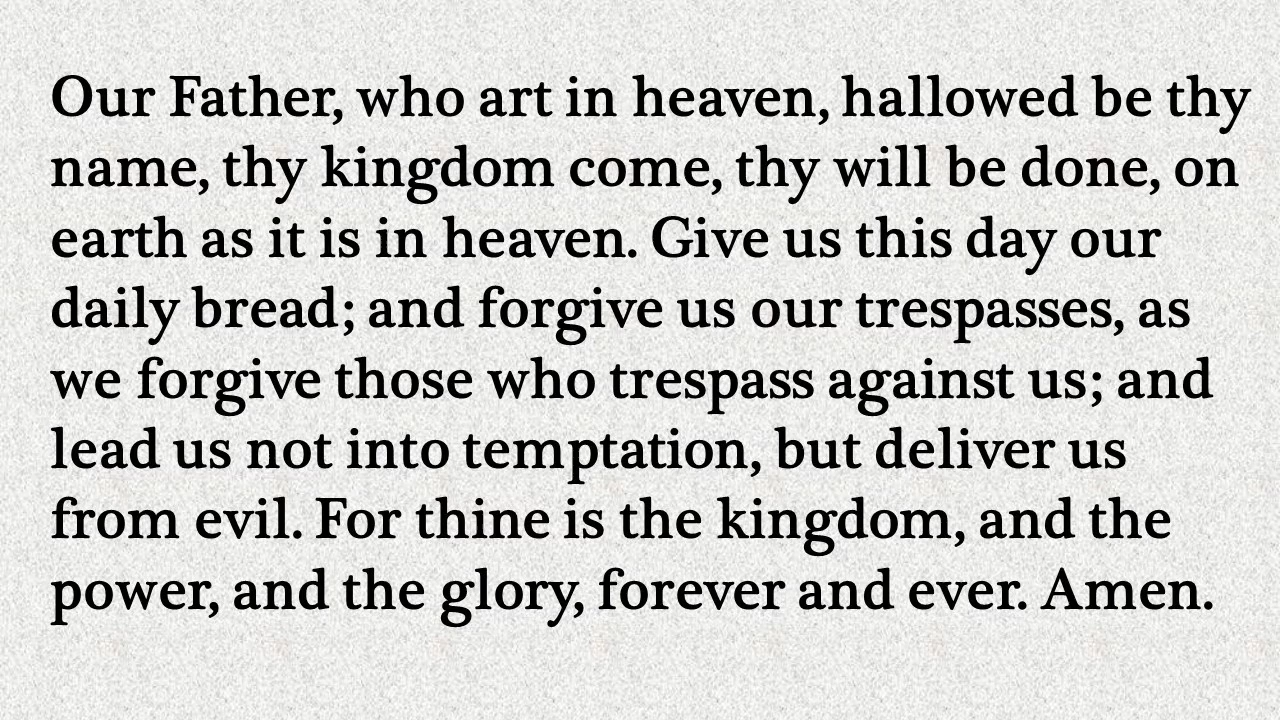 Our Father, who art in heaven, hallowed be thy
name, thy kingdom come, thy will be done, on
earth as it is in heaven. Give us this day our
daily bread; and forgive us our trespasses, as
we forgive those who trespass against us; and
lead us not into temptation, but deliver us
from evil. For thine is the kingdom, and the
power, and the glory, forever and ever. Amen.